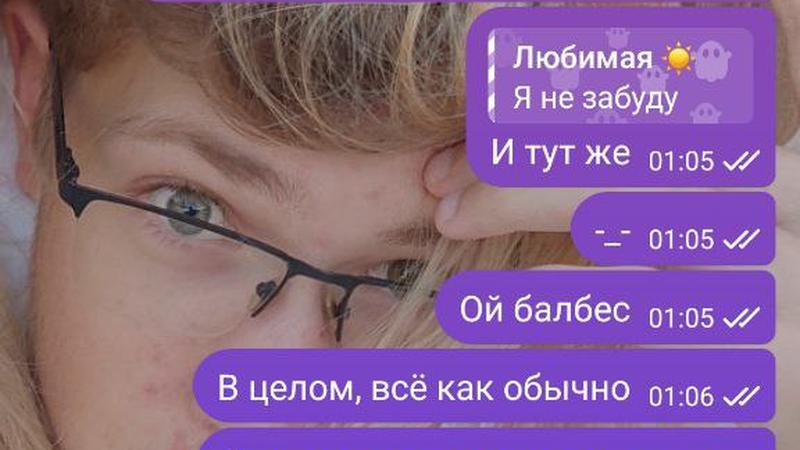 Любимая ☀️
Я не забуду
И тут же 01:05
-_- 01:05
Ой балбес 01:05
В целом, всё как обычно 01:06